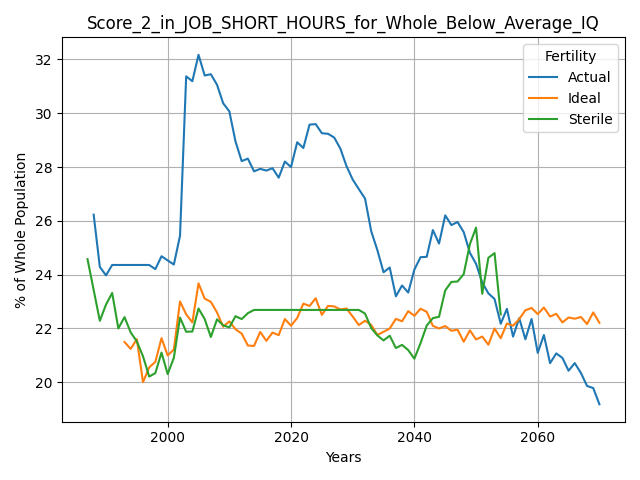 Score_2_in_JOB_SHORT_HOURS_for_Whole_Below_Average_IQ
Fertility
Actual
Ideal
Sterile
% of Whole Population
32
30
28
26
24
22
20
2000
2020
2040
2060
Years